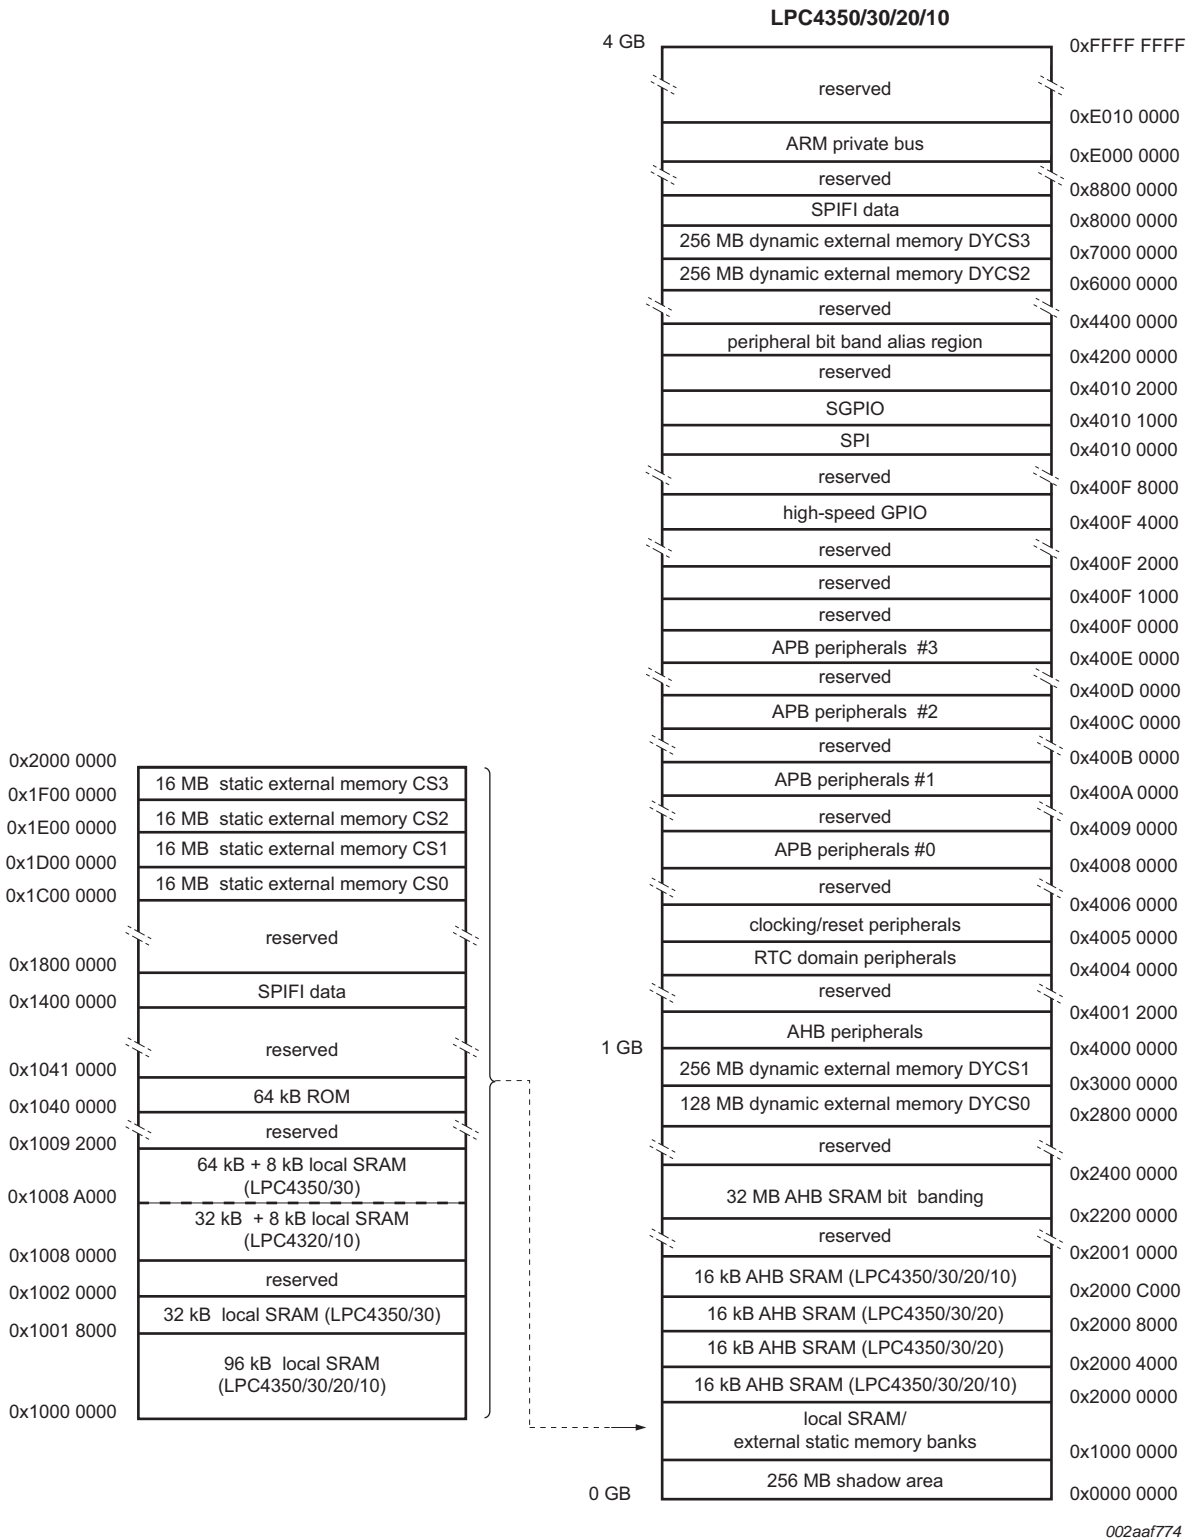 LPC4350/30/20/10
4 GB
0xFFFF FFFF
reserved
0xE010 0000
ARM private bus
0xE000 0000
reserved
0x8800 0000
SPIFI data
0x8000 0000
256 MB dynamic external memory DYCS3
0x7000 0000
256 MB dynamic external memory DYCS2
0x6000 0000
reserved
0x4400 0000
peripheral bit band alias region
0x4200 0000
reserved
0x4010 2000
SGPIO
0x4010 1000
SPI
0x4010 0000
reserved
0x400F 8000
high-speed GPIO
0x400F 4000
reserved
0x400F 2000
reserved
0x400F 1000
reserved
0x400F 0000
APB peripherals #3
0x400E 0000
reserved
0x400D 0000
APB peripherals #2
0x400C 0000
reserved
0x400B 0000
APB peripherals #1
0x400A 0000
reserved
0x4009 0000
APB peripherals #0
0x4008 0000
reserved
0x4006 0000
clocking/reset peripherals
0x4005 0000
RTC domain peripherals
0x4004 0000
reserved
0x4001 2000
AHB peripherals
1 GB
0x4000 0000
256 MB dynamic external memory DYCS1
0x3000 0000
128 MB dynamic external memory DYCS0
0x2800 0000
reserved
0x2400 0000
32 MB AHB SRAM bit banding
0x2200 0000
reserved
0x2001 0000
16 kB AHB SRAM (LPC4350/30/20/10)
0x2000 C000
16 kB AHB SRAM (LPC4350/30/20)
0x2000 8000
16 kB AHB SRAM (LPC4350/30/20)
0x2000 4000
16 kB AHB SRAM (LPC4350/30/20/10)
0x2000 0000
local SRAM/
external static memory banks
0x1000 0000
256 MB shadow area
0 GB
0x0000 0000
0x2000 0000
16 MB static external memory CS3
0x1F00 0000
16 MB static external memory CS2
0x1E00 0000
16 MB static external memory CS1
0x1D00 0000
16 MB static external memory CS0
0x1C00 0000
reserved
0x1800 0000
SPIFI data
0x1400 0000
reserved
0x1041 0000
64 kB ROM
0x1040 0000
reserved
0x1009 2000
64 kB + 8 kB local SRAM
(LPC4350/30)
0x1008 A000
32 kB + 8 kB local SRAM
(LPC4320/10)
0x1008 0000
reserved
0x1002 0000
32 kB local SRAM (LPC4350/30)
0x1001 8000
96 kB local SRAM
(LPC4350/30/20/10)
0x1000 0000
002aaf774